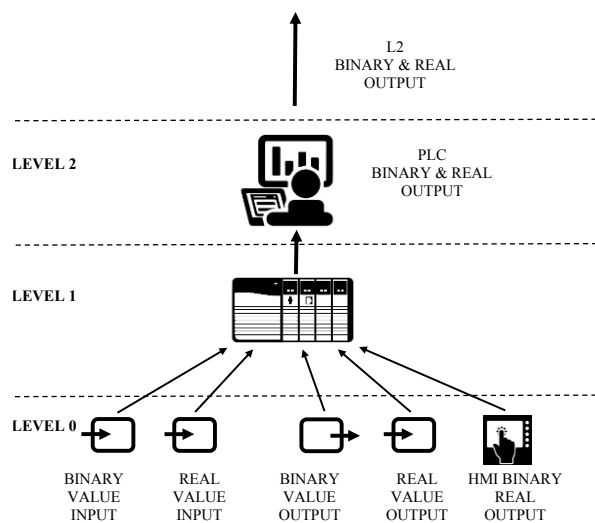 L2
BINARY & REAL
OUTPUT
LEVEL 2
PLC
BINARY & REAL
OUTPUT
LEVEL 1
LEVEL 0
BINARY
VALUE
INPUT
REAL
VALUE
INPUT
BINARY
VALUE
OUTPUT
REAL
VALUE
OUTPUT
HMI BINARY
REAL
OUTPUT